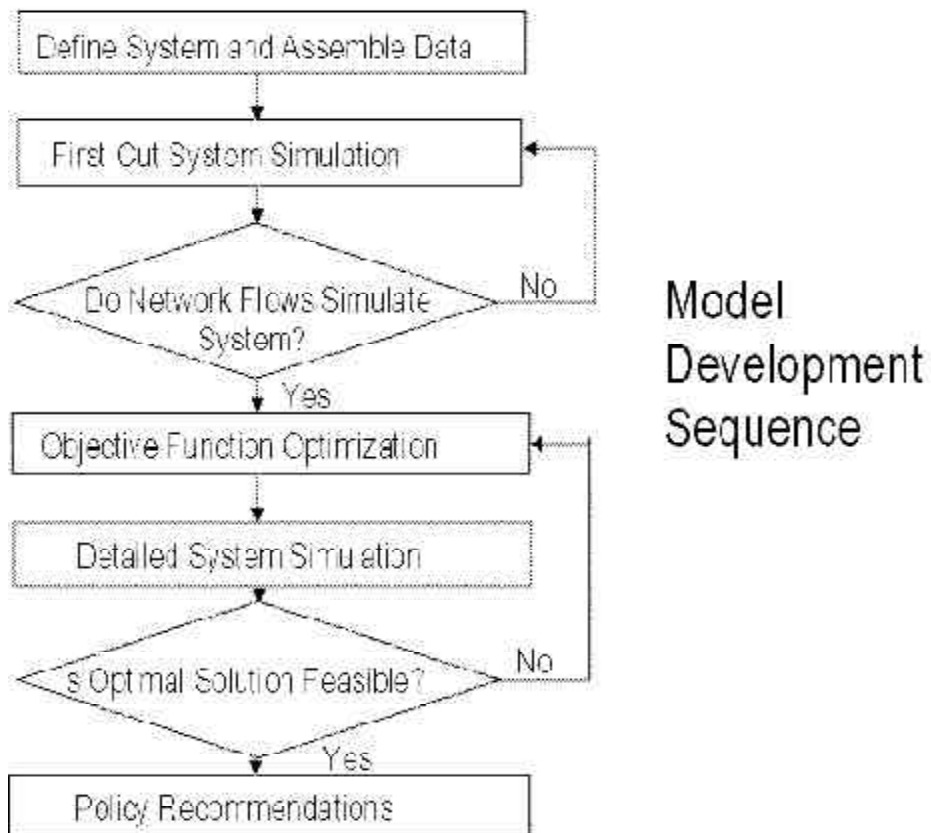 Define System and Assemble Data
First Cut System Simulation
No
Do Network Flows Simulate
System?
Yes
Objective Function Optimization
Detailed System Simulation
No
Is Optimal Solution Feasible?
Yes
Policy Recommendations
Model
Development
Sequence